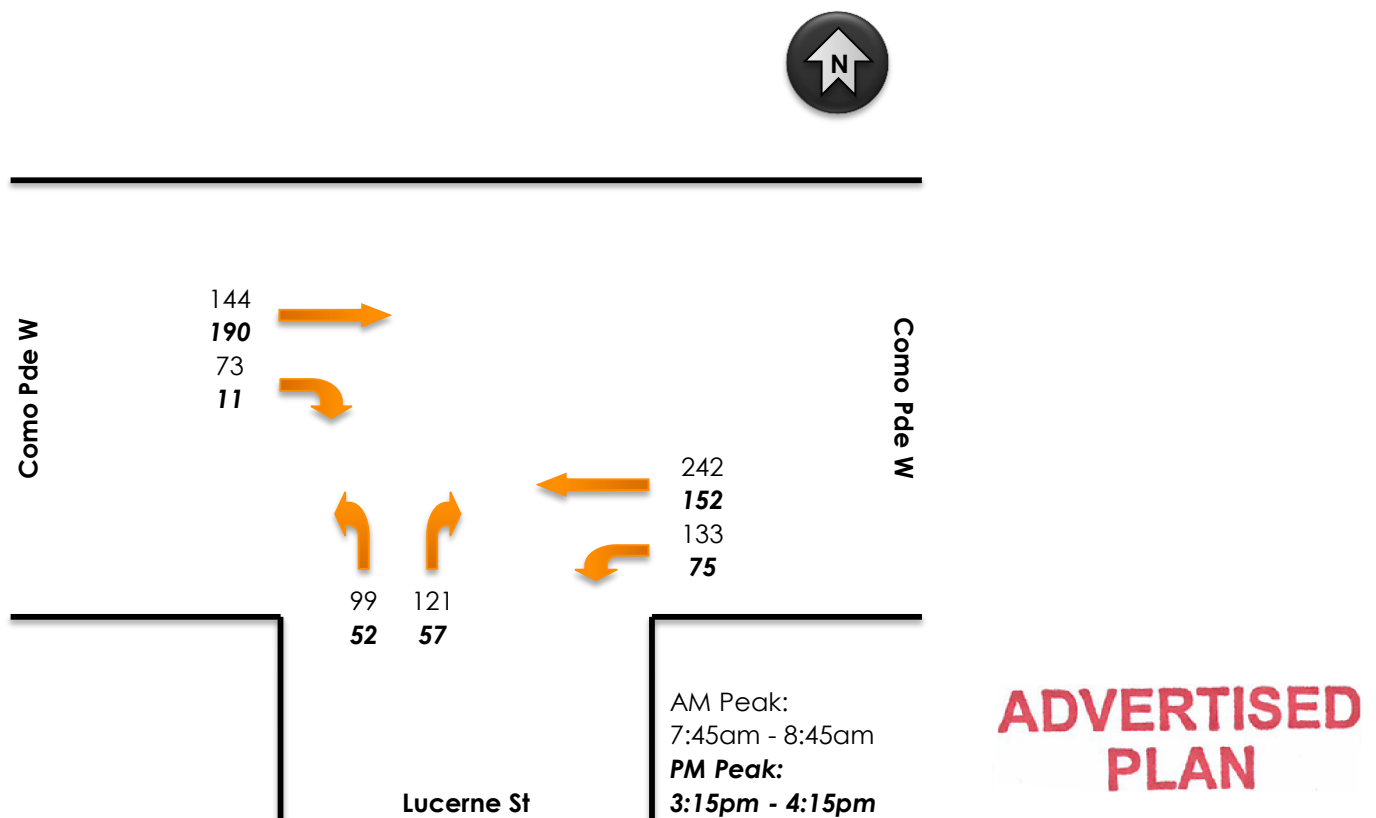 N
144
190
73
11
Como Pde W
Como Pde W
242
152
133
75
99 121
52 57
AM Peak:
7:45am - 8:45am
PM Peak:
3:15pm - 4:15pm
Lucerne St
ADVERTISED
PLAN